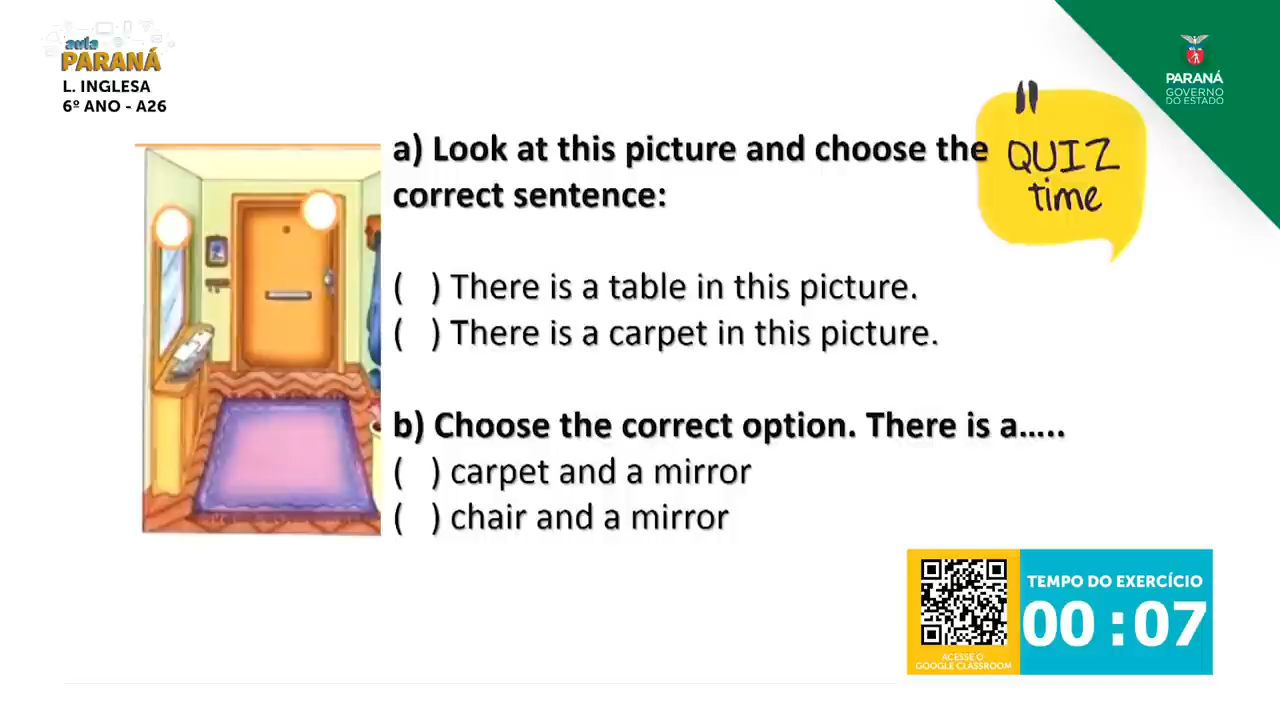 aula
PARANÁ
L. INGLESA
6º ANO - A26
PARANÁ
GOVERNO
DO ESTADO
QUIZ
time
a) Look at this picture and choose the
correct sentence:
( ) There is a table in this picture.
( ) There is a carpet in this picture.
b) Choose the correct option. There is a.....
( ) carpet and a mirror
( ) chair and a mirror
ACESSE O
GOOGLE CLASSROOM
TEMPO DO EXERCÍCIO
00:07